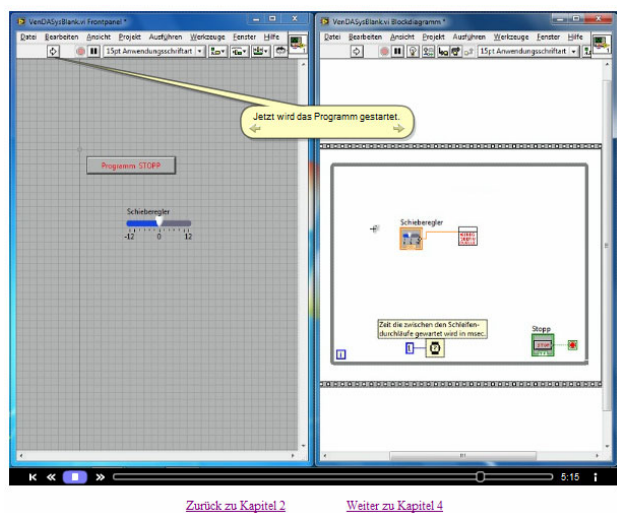 VenDASysBlank.vi Frontpanel *
Datei Bearbeiten Ansicht Projekt Ausführen Werkzeuge Fenster Hilfe
15pt Anwendungsschriftart
Jetzt wird das Programm gestartet.
Programm STOPP
Schieberegler
-12 0 12
VenDASysBlank.vi Blockdiagramm *
Datei Bearbeiten Ansicht Projekt Ausführen Werkzeuge Fenster Hilfe
15pt Anwendungsschriftart
Schieberegler
Zeit die zwischen den Schleifen-
durchläufe gewartet wird in msec.
1
i
Stopp
STOP
5:15
Zurück zu Kapitel 2 Weiter zu Kapitel 4